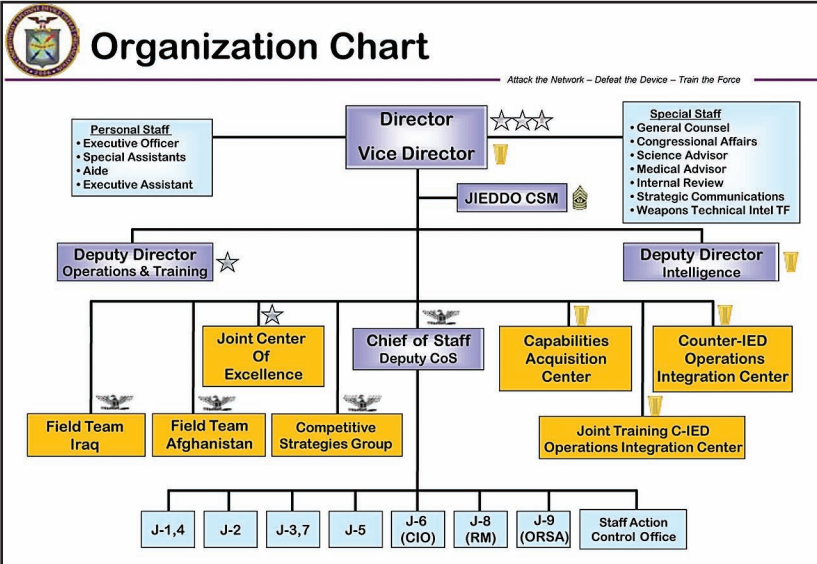 Organization Chart
Attack the Network – Defeat the Device – Train the Force
Personal Staff
• Executive Officer
• Special Assistants
• Aide
• Executive Assistant
Director
Vice Director
Special Staff
• General Counsel
• Congressional Affairs
• Science Advisor
• Medical Advisor
• Internal Review
• Strategic Communications
• Weapons Technical Intel TF
JIEDDO CSM
Deputy Director
Operations & Training
Deputy Director
Intelligence
Joint Center
Of
Excellence
Chief of Staff
Deputy CoS
Capabilities
Acquisition
Center
Counter-IED
Operations
Integration Center
Field Team
Iraq
Field Team
Afghanistan
Competitive
Strategies Group
Joint Training C-IED
Operations Integration Center
J-1,4
J-2
J-3,7
J-5
J-6
(CIO)
J-8
(RM)
J-9
(ORSA)
Staff Action
Control Office